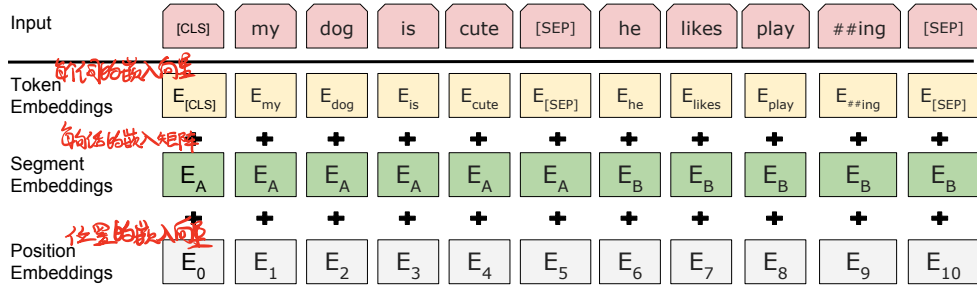 Input [CLS] my dog is cute [SEP] he likes play ##ing [SEP]
每个词的嵌入向量
Token
Embeddings E[CLS] Emy Edog Eis Ecute E[SEP] Ehe Elikes Eplay E##ing E[SEP]
每句话的嵌入矩阵
+ + + + + + + + + + +
Segment
Embeddings EA EA EA EA EA EA EB EB EB EB EB
+ + + + + + + + + + +
位置的嵌入向量
Position
Embeddings E0 E1 E2 E3 E4 E5 E6 E7 E8 E9 E10